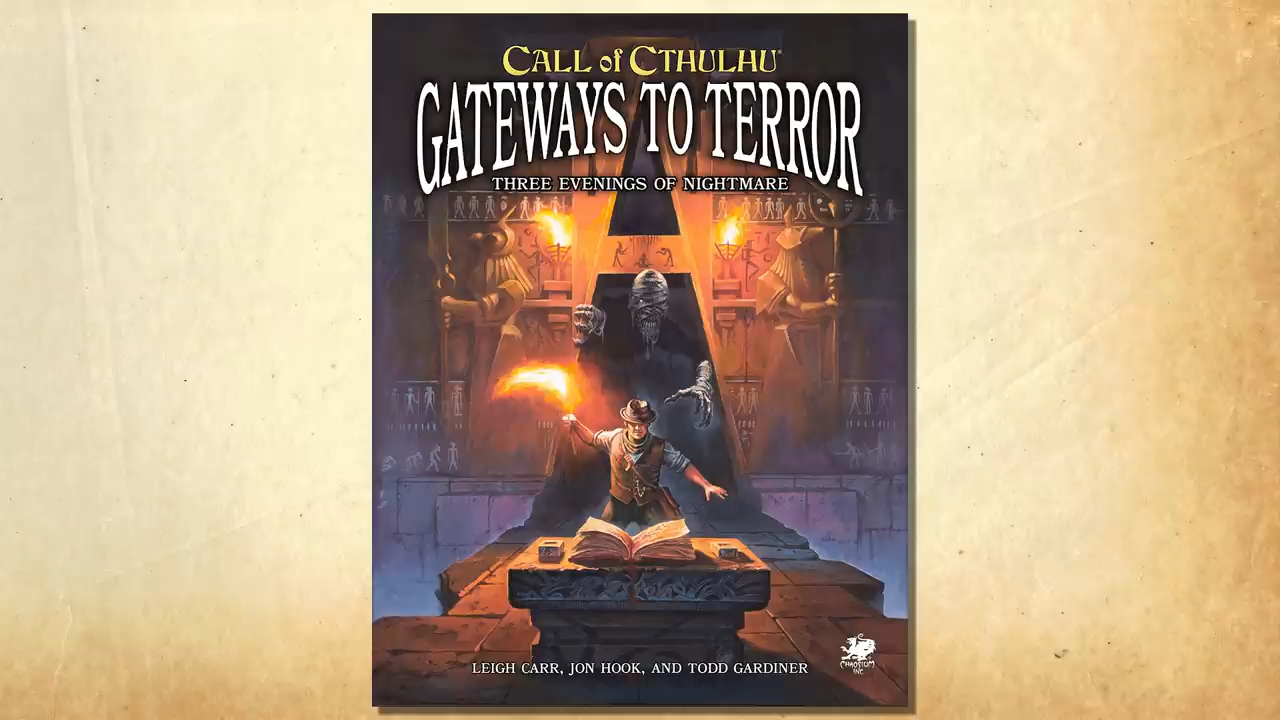 CALL of CTHULHU®
GATEWAYS TO TERROR
THREE EVENINGS OF NIGHTMARE
LEIGH CARR, JON HOOK, AND TODD GARDINER
CHAOSIUM
INC.